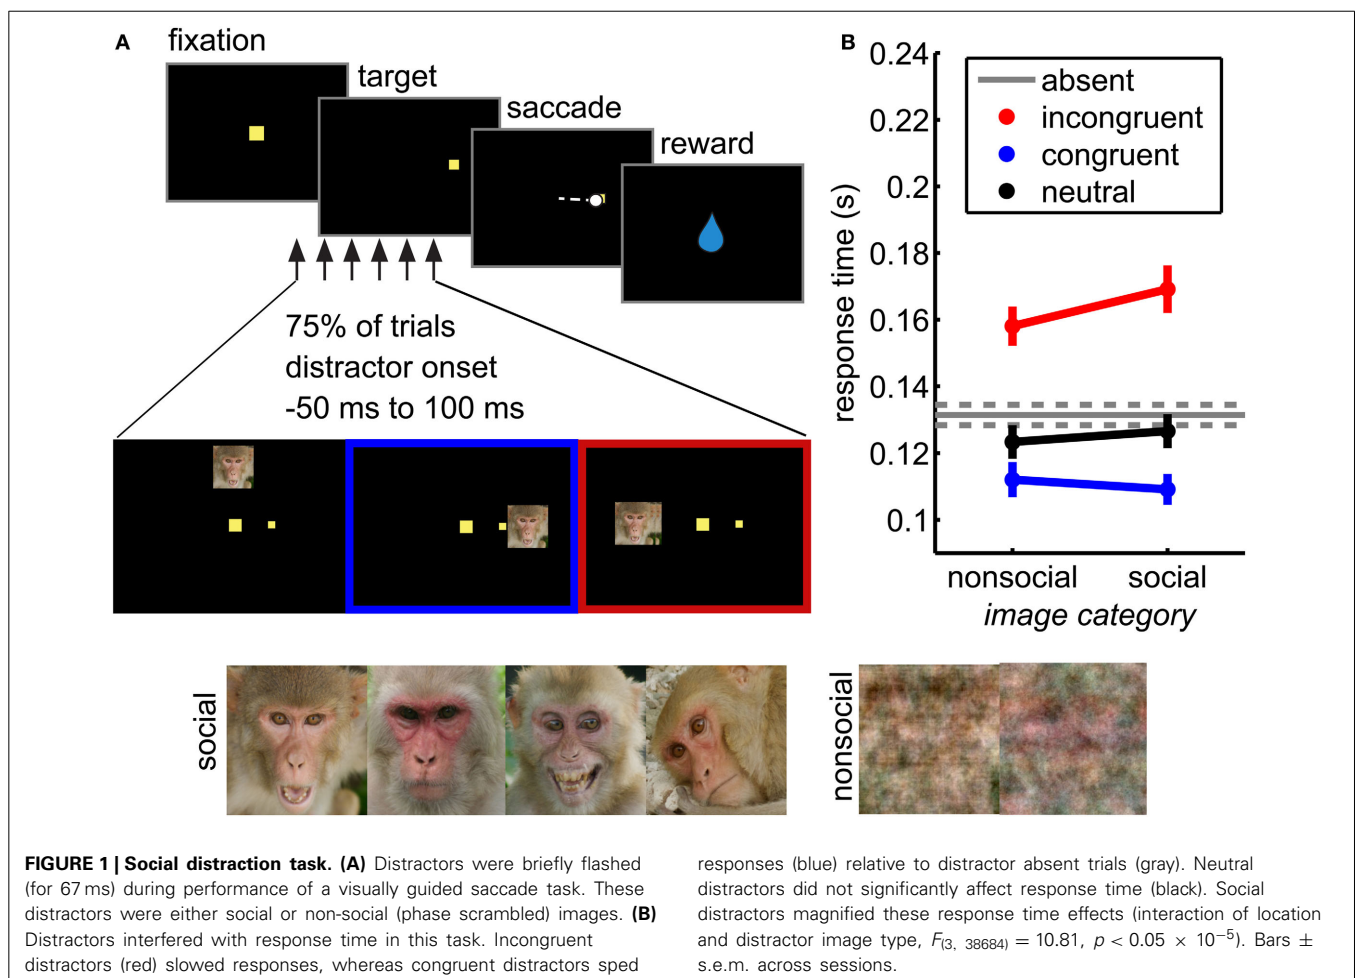 A
fixation
target
saccade
reward
75% of trials
distractor onset
-50 ms to 100 ms
B
0.24
0.22
0.2
0.18
0.16
0.14
0.12
0.1
response time (s)
absent
incongruent
congruent
neutral
nonsocial social
image category
social
nonsocial
FIGURE 1 | Social distraction task. (A) Distractors were briefly flashed
(for 67 ms) during performance of a visually guided saccade task. These
distractors were either social or non-social (phase scrambled) images. (B)
Distractors interfered with response time in this task. Incongruent
distractors (red) slowed responses, whereas congruent distractors sped
responses (blue) relative to distractor absent trials (gray). Neutral
distractors did not significantly affect response time (black). Social
distractors magnified these response time effects (interaction of location
and distractor image type, F(3, 38684) = 10.81, p < 0.05 × 10−5). Bars ±
s.e.m. across sessions.